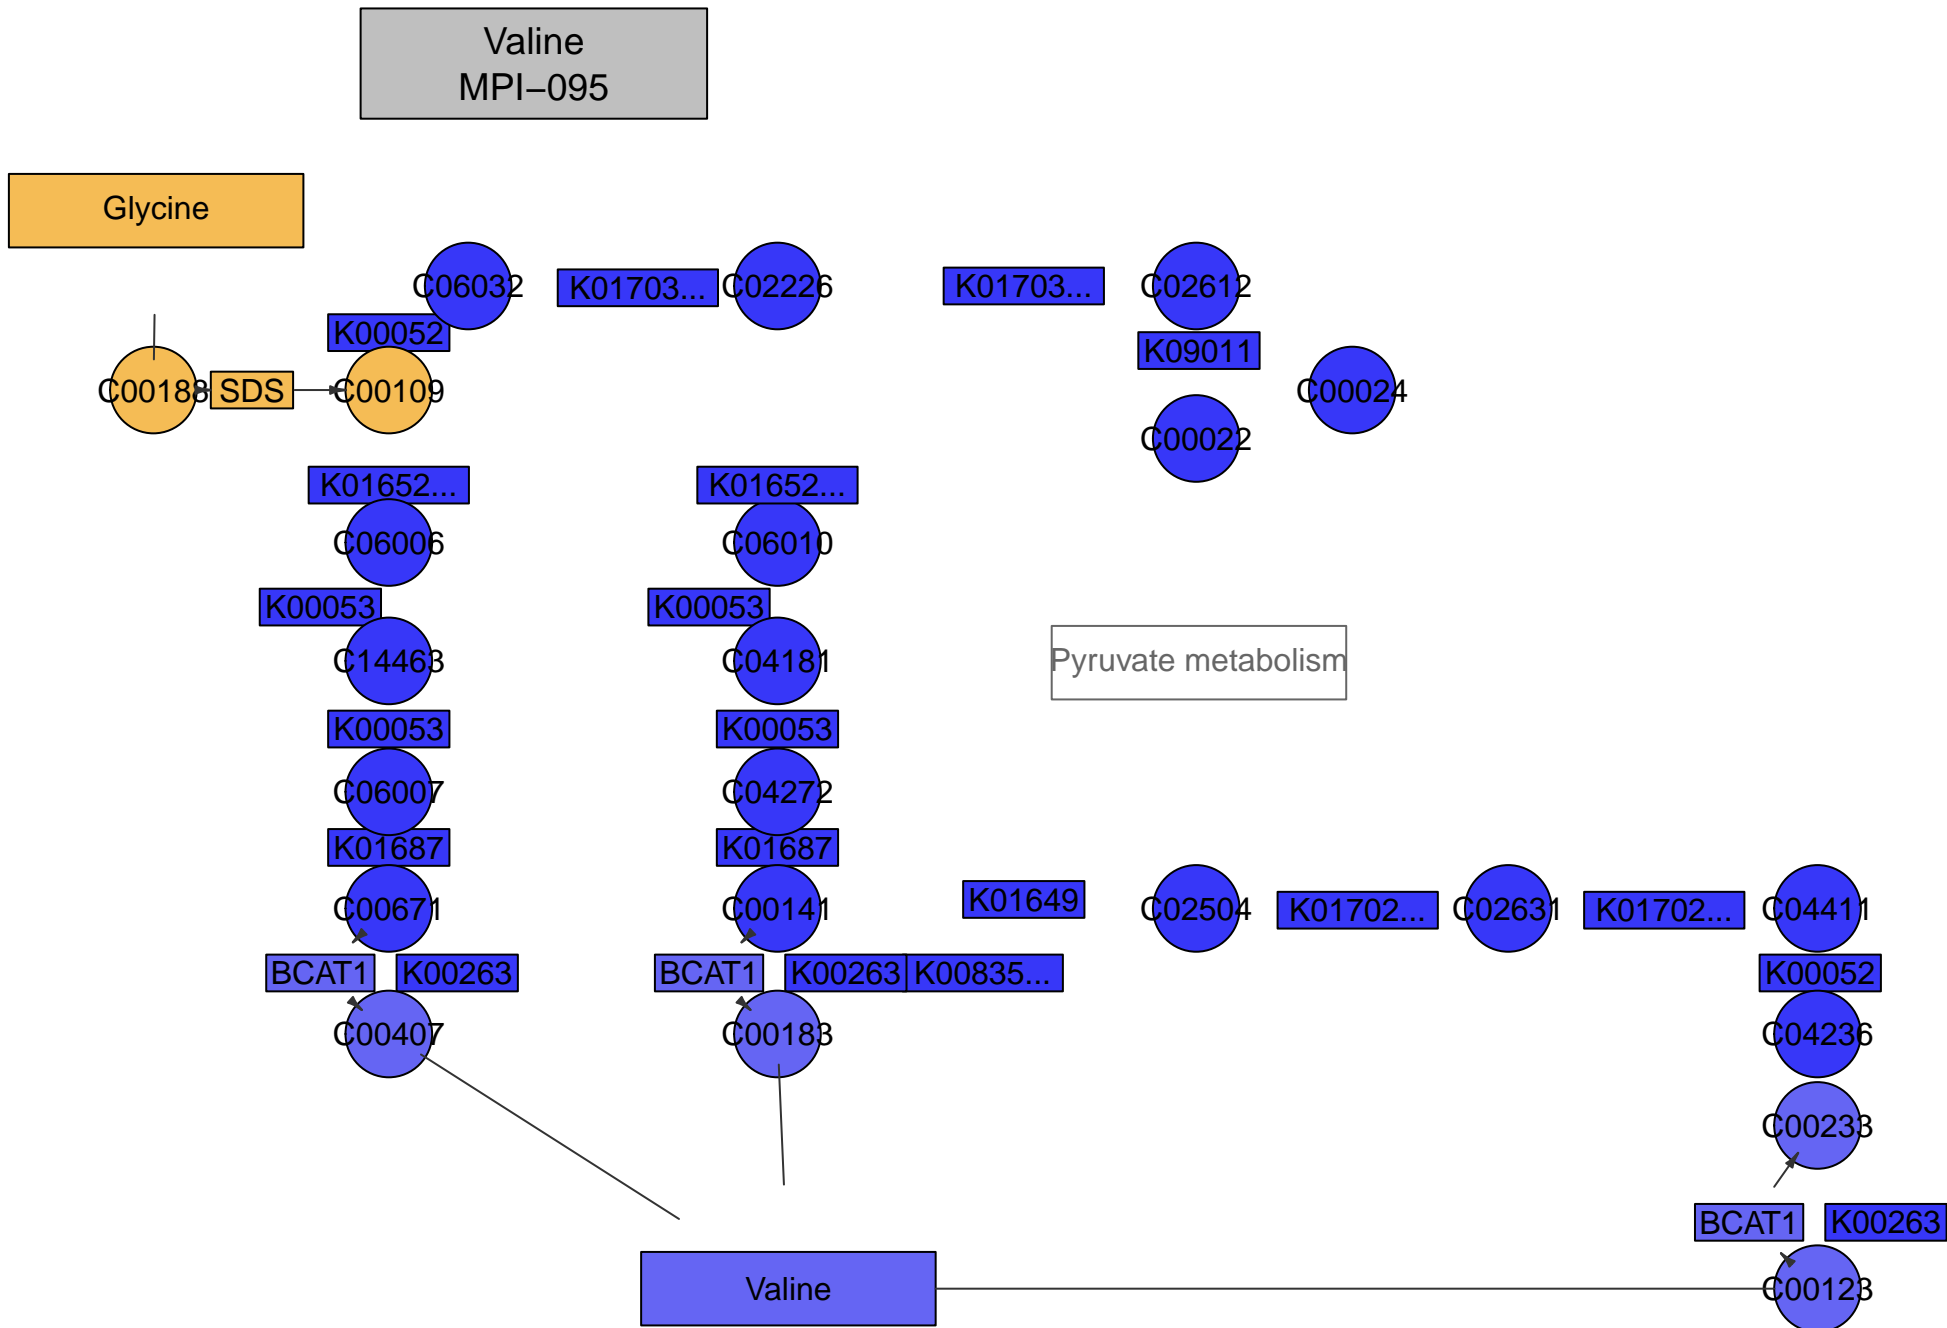 Valine
MPI−095
Glycine
C06032
K01703...
C02226
K01703...
C02612
K00052
K09011
C00188
SDS
C00109
C00024
C00022
K01652...
K01652...
C06006
C06010
K00053
K00053
C14463
C04181
Pyruvate metabolism
K00053
K00053
C06007
C04272
K01687
K01687
C00671
C00141
K01649
C02504
K01702...
C02631
K01702...
C04411
BCAT1
K00263
BCAT1
K00263
K00835...
K00052
C00407
C00183
C04236
C00233
BCAT1
K00263
Valine
C00123